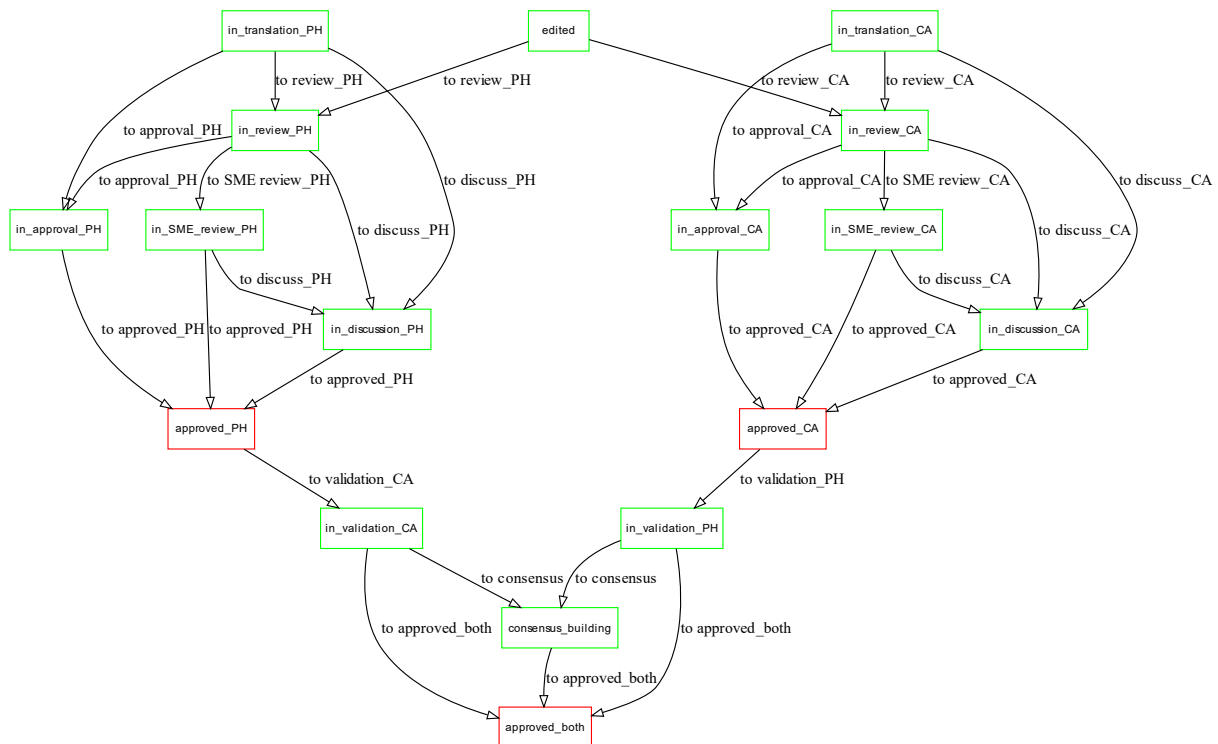 in_translation_PH
edited
in_translation_CA
to review_PH
to review_PH
to review_CA
to review_CA
to approval_PH
in_review_PH
to approval_CA
in_review_CA
to approval_PH
to SME review_PH
to discuss_PH
to approval_CA
to SME review_CA
to discuss_CA
in_approval_PH
in_SME_review_PH
to discuss_PH
in_approval_CA
in_SME_review_CA
to discuss_CA
to discuss_PH
to discuss_CA
to approved_PH
to approved_PH
in_discussion_PH
to approved_CA
to approved_CA
in_discussion_CA
to approved_PH
to approved_CA
approved_PH
approved_CA
to validation_CA
to validation_PH
in_validation_CA
in_validation_PH
to consensus
to consensus
to approved_both
consensus_building
to approved_both
to approved_both
approved_both